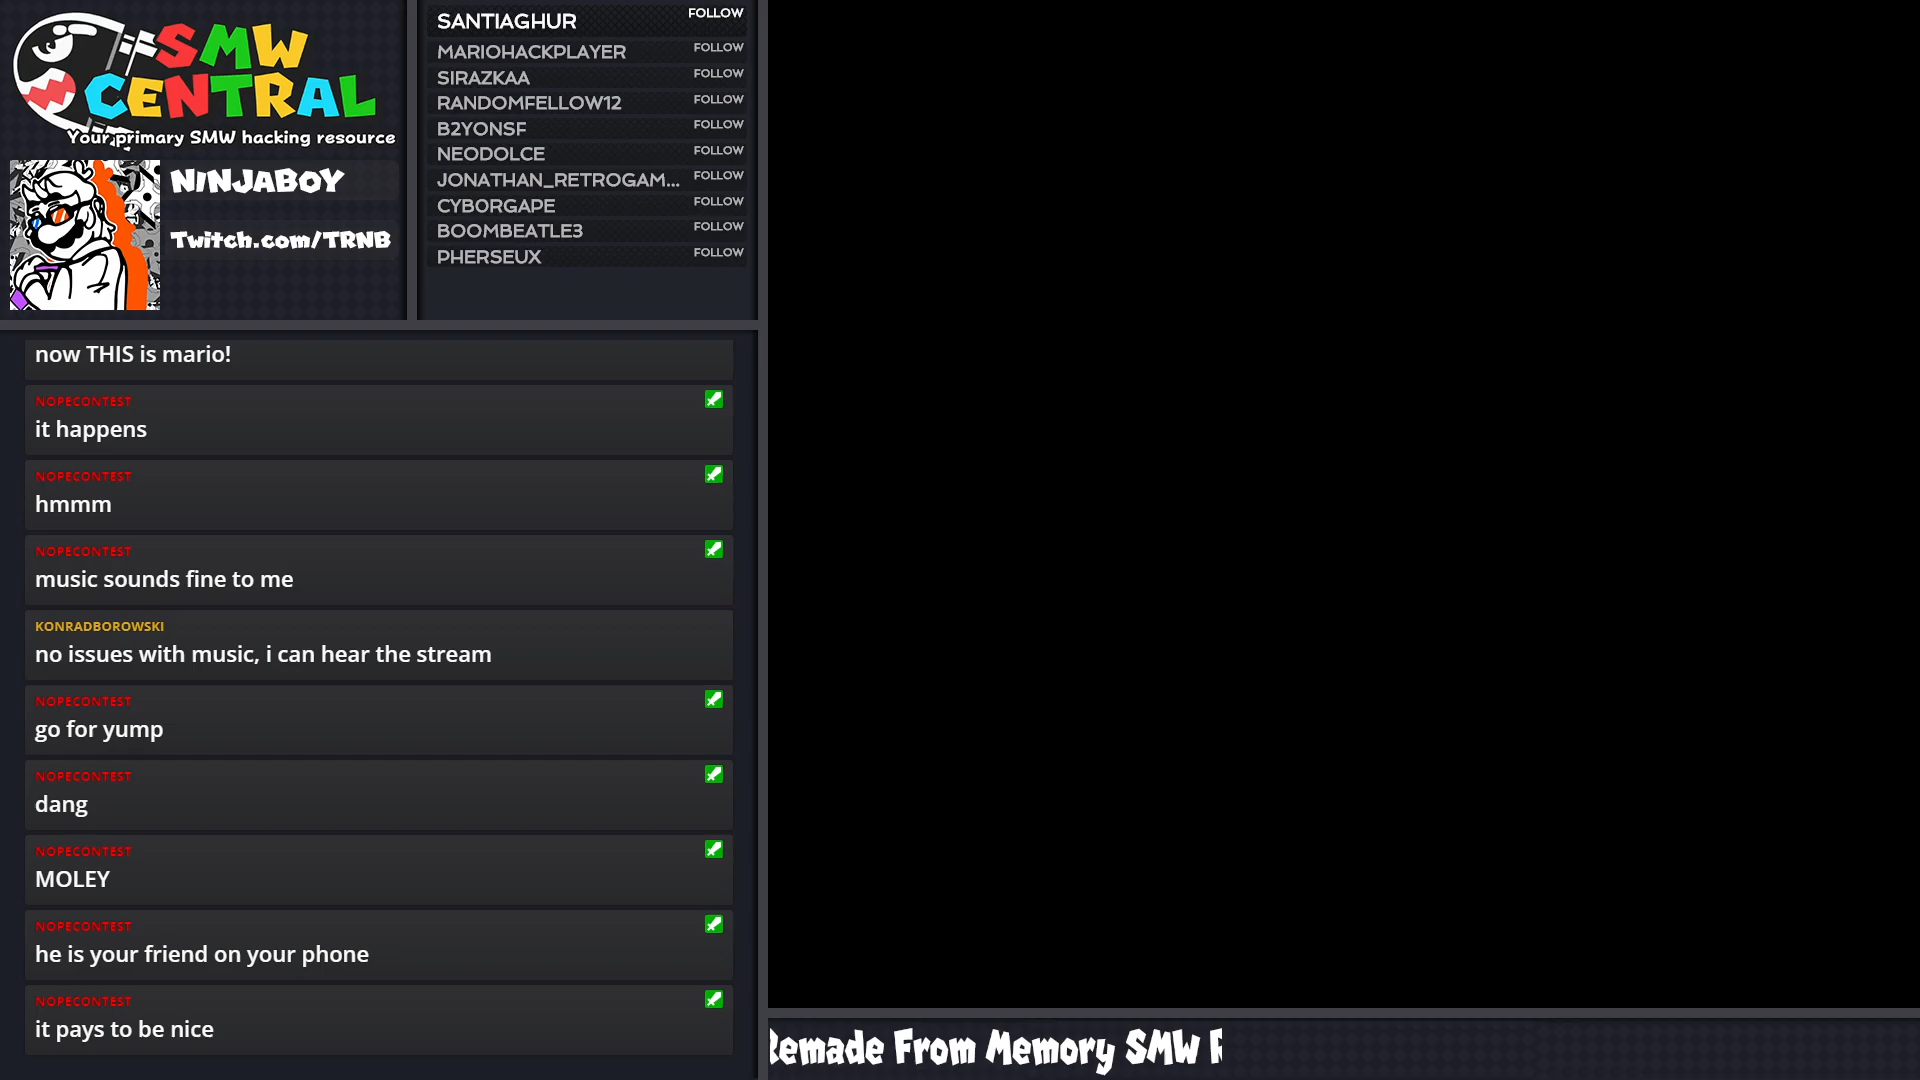 SMW
CENTRAL
Your primary SMW hacking resource
NINJABOY
Twitch.com/TRNB
SANTIAGHUR FOLLOW
MARIOHACKPLAYER FOLLOW
SIRAZKAA FOLLOW
RANDOMFELLOW12 FOLLOW
B2YONSF FOLLOW
NEODOLCE FOLLOW
JONATHAN_RETROGAM... FOLLOW
CYBORGAPE FOLLOW
BOOMBEATLE3 FOLLOW
PHERSEUX FOLLOW
now THIS is mario!
NOPECONTEST
it happens
NOPECONTEST
hmmm
NOPECONTEST
music sounds fine to me
KONRADBOROWSKI
no issues with music, i can hear the stream
NOPECONTEST
go for yump
NOPECONTEST
dang
NOPECONTEST
MOLEY
NOPECONTEST
he is your friend on your phone
NOPECONTEST
it pays to be nice
Remade From Memory SMW